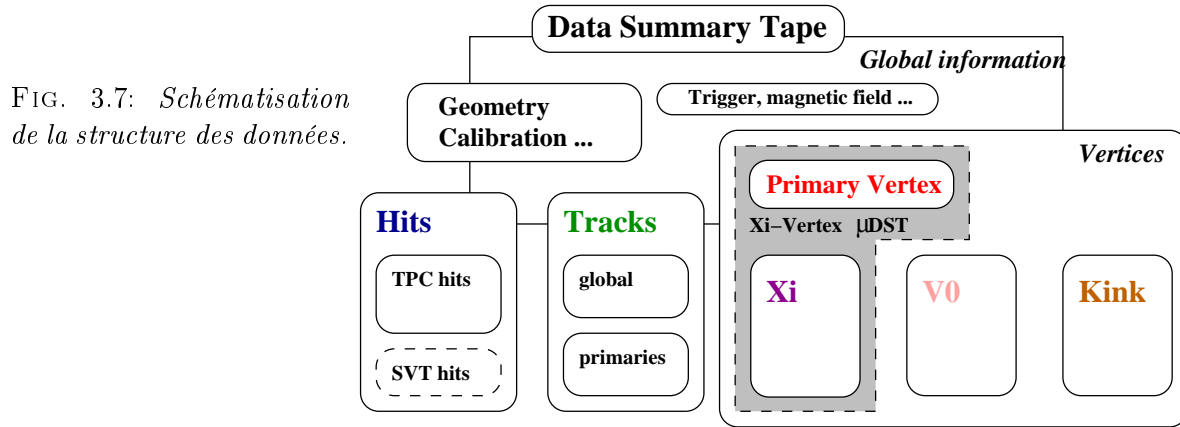 FIG. 3.7: Schématisation
de la structure des données.
Data Summary Tape
Global information
Geometry
Calibration ...
Trigger, magnetic field ...
Vertices
Primary Vertex
Xi-Vertex µDST
Hits
TPC hits
SVT hits
Tracks
global
primaries
Xi
V0
Kink